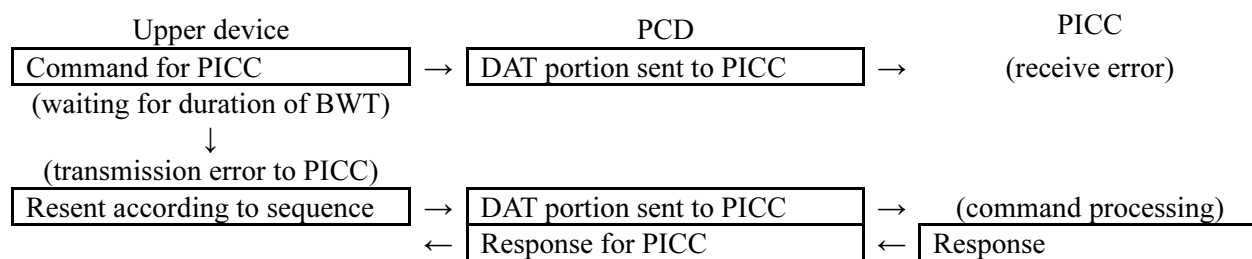 Upper device PCD PICC
Command for PICC → DAT portion sent to PICC → (receive error)
(waiting for duration of BWT)
↓
(transmission error to PICC)
Resent according to sequence → DAT portion sent to PICC → (command processing)
← Response for PICC ← Response